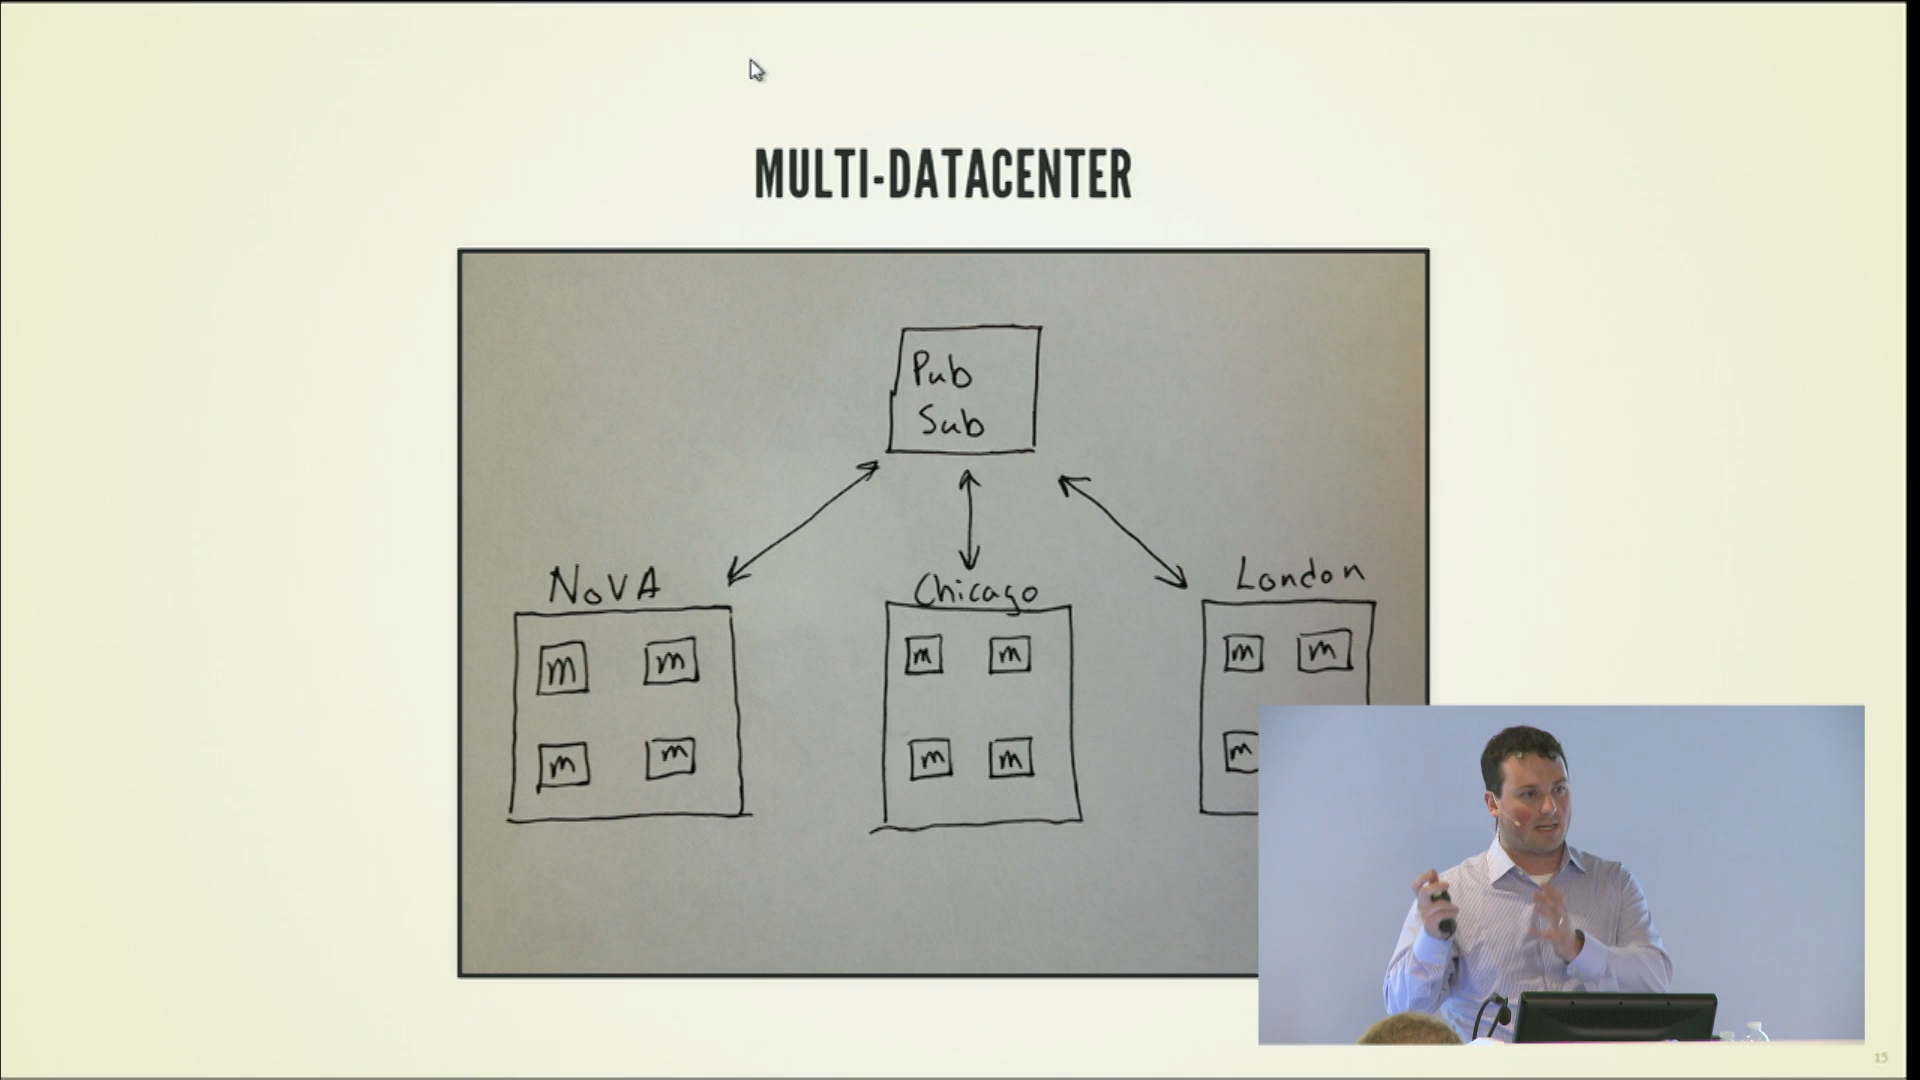 MULTI-DATACENTER
Pub
Sub
NoVA
Chicago
London
m m
m m
m m
m m
m m
m
15